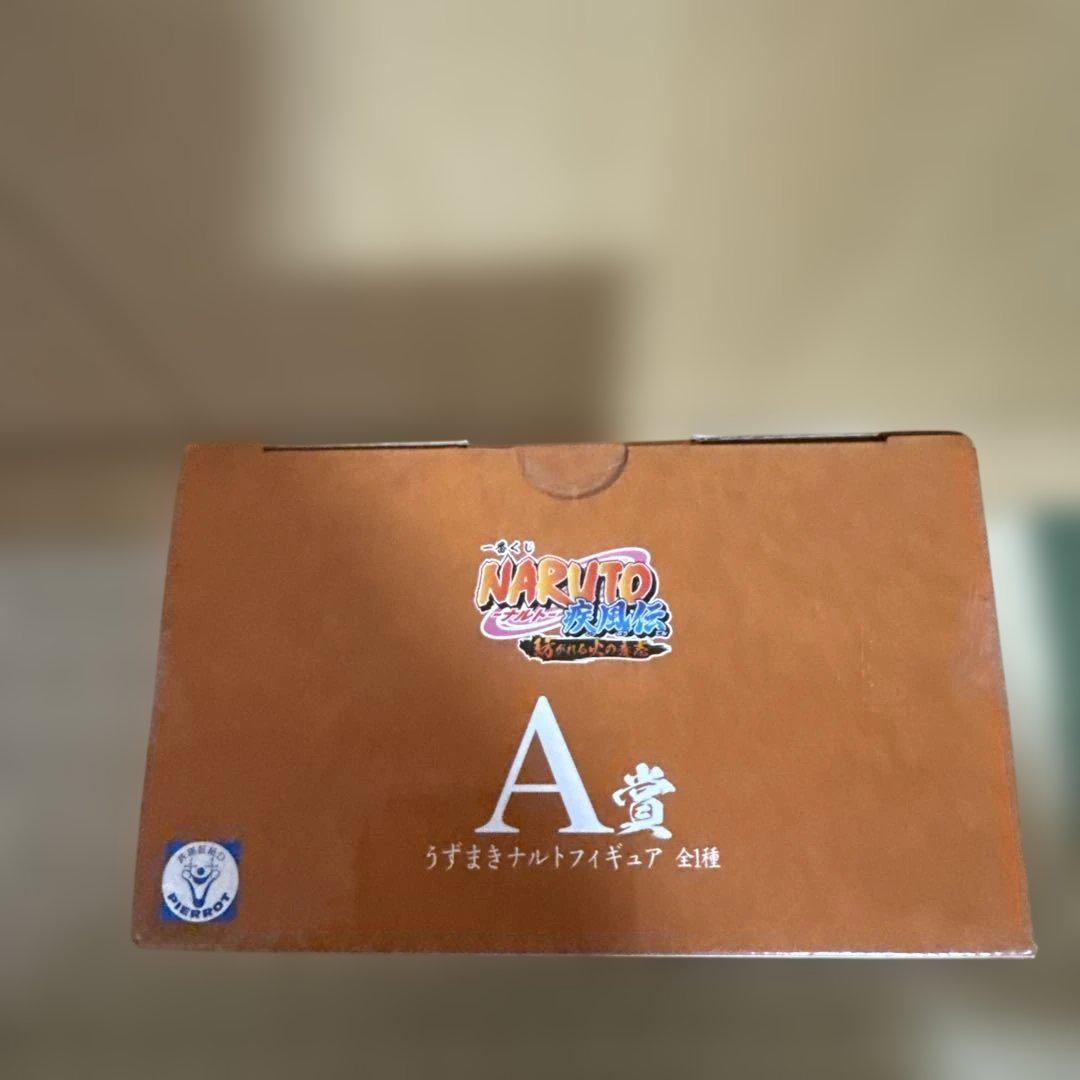 一番くじ
NARUTO
-ナルト-
疾風伝
紡がれる火の意志
A賞
うずまきナルトフィギュア 全1種
PIERROT